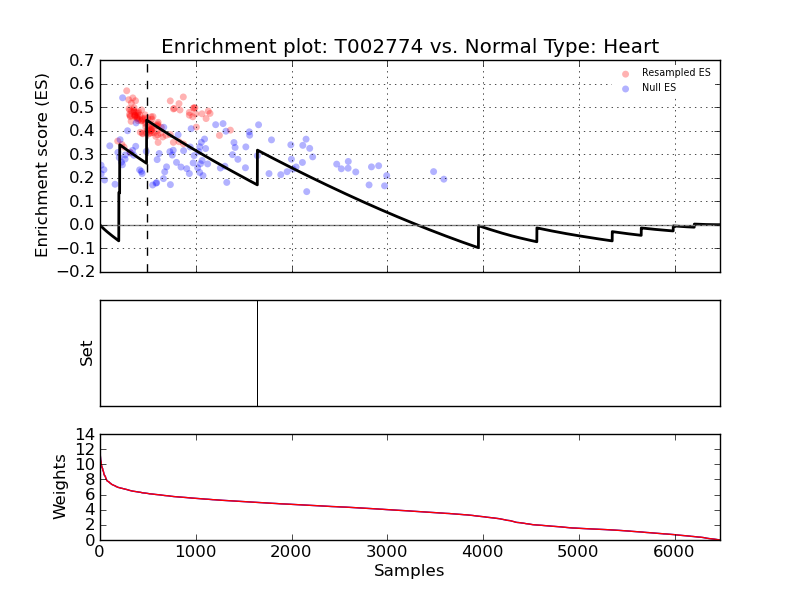 Enrichment plot: T002774 vs. Normal Type: Heart
Enrichment score (ES)
0.7
0.6
0.5
0.4
0.3
0.2
0.1
0.0
−0.1
−0.2
Resampled ES
Null ES
Set
Weights
14
12
10
8
6
4
2
0
0 1000 2000 3000 4000 5000 6000
Samples